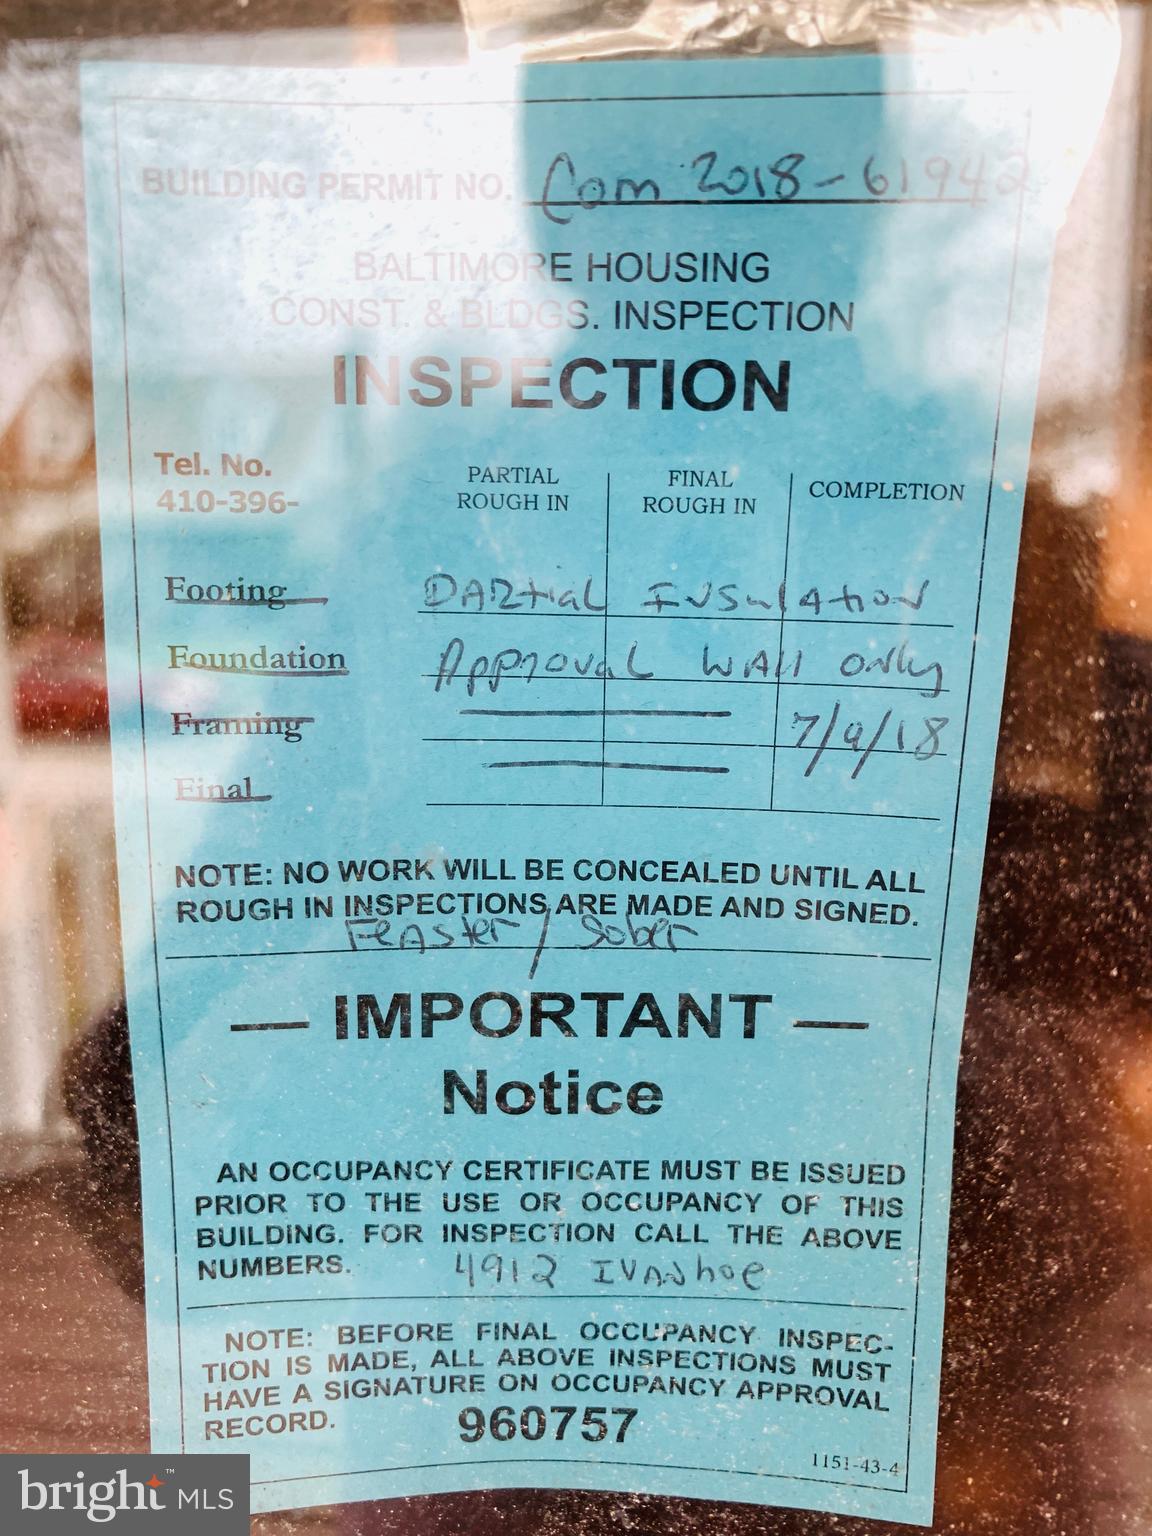 BUILDING PERMIT NO. Com 2018-61942
BALTIMORE HOUSING
CONST. & BLDGS. INSPECTION
INSPECTION
Tel. No.
410-396-
PARTIAL ROUGH IN
FINAL ROUGH IN
COMPLETION
Footing PARtial INSulAtioN
Foundation Approval WAll only
Framing 7/9/18
Final
NOTE: NO WORK WILL BE CONCEALED UNTIL ALL
ROUGH IN INSPECTIONS ARE MADE AND SIGNED.
FEASter / Sober
— IMPORTANT —
Notice
AN OCCUPANCY CERTIFICATE MUST BE ISSUED
PRIOR TO THE USE OR OCCUPANCY OF THIS
BUILDING. FOR INSPECTION CALL THE ABOVE
NUMBERS. 4912 IVANhoe
NOTE: BEFORE FINAL OCCUPANCY INSPEC-
TION IS MADE, ALL ABOVE INSPECTIONS MUST
HAVE A SIGNATURE ON OCCUPANCY APPROVAL
RECORD. 960757
1151-43-4
bright™ MLS